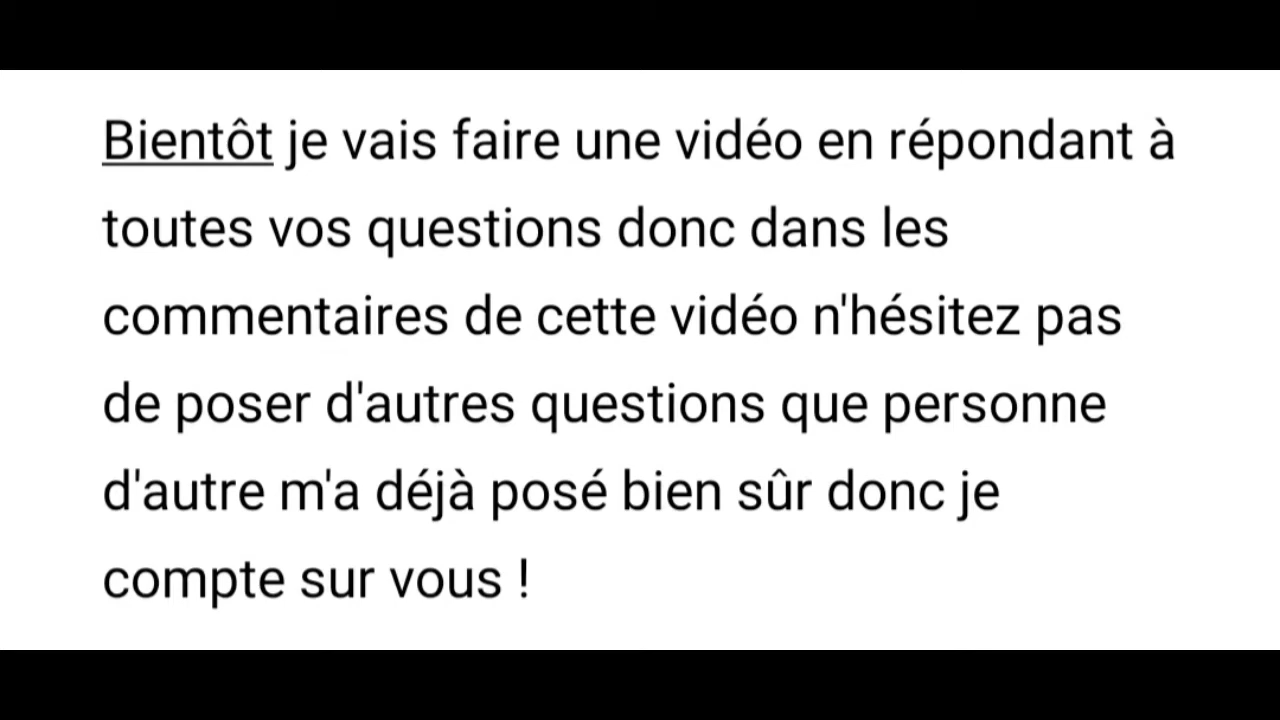 Bientôt je vais faire une vidéo en répondant à
toutes vos questions donc dans les
commentaires de cette vidéo n'hésitez pas
de poser d'autres questions que personne
d'autre m'a déjà posé bien sûr donc je
compte sur vous !